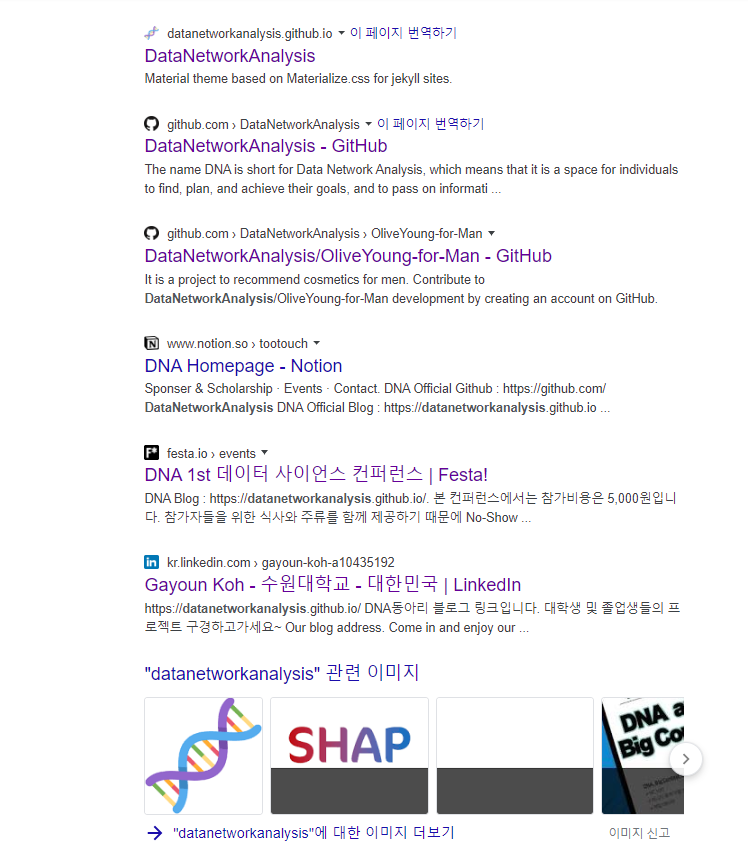 datanetworkanalysis.github.io 이 페이지 번역하기
DataNetworkAnalysis
Material theme based on Materialize.css for jekyll sites.
github.com › DataNetworkAnalysis 이 페이지 번역하기
DataNetworkAnalysis - GitHub
The name DNA is short for Data Network Analysis, which means that it is a space for individuals
to find, plan, and achieve their goals, and to pass on informati ...
github.com › DataNetworkAnalysis › OliveYoung-for-Man
DataNetworkAnalysis/OliveYoung-for-Man - GitHub
It is a project to recommend cosmetics for men. Contribute to
DataNetworkAnalysis/OliveYoung-for-Man development by creating an account on GitHub.
www.notion.so › tootouch
DNA Homepage - Notion
Sponser & Scholarship · Events · Contact. DNA Official Github : https://github.com/
DataNetworkAnalysis DNA Official Blog : https://datanetworkanalysis.github.io ...
F*
festa.io › events
DNA 1st 데이터 사이언스 컨퍼런스 | Festa!
DNA Blog : https://datanetworkanalysis.github.io/. 본 컨퍼런스에서는 참가비용은 5,000원입니
다. 참가자들을 위한 식사와 주류를 함께 제공하기 때문에 No-Show ...
in
kr.linkedin.com › gayoun-koh-a10435192
Gayoun Koh - 수원대학교 - 대한민국 | LinkedIn
https://datanetworkanalysis.github.io/ DNA동아리 블로그 링크입니다. 대학생 및 졸업생들의 프
로젝트 구경하고가세요~ Our blog address. Come in and enjoy our ...
"datanetworkanalysis" 관련 이미지
SHAP
DNA a
Big Co
"datanetworkanalysis"에 대한 이미지 더보기
이미지 신고